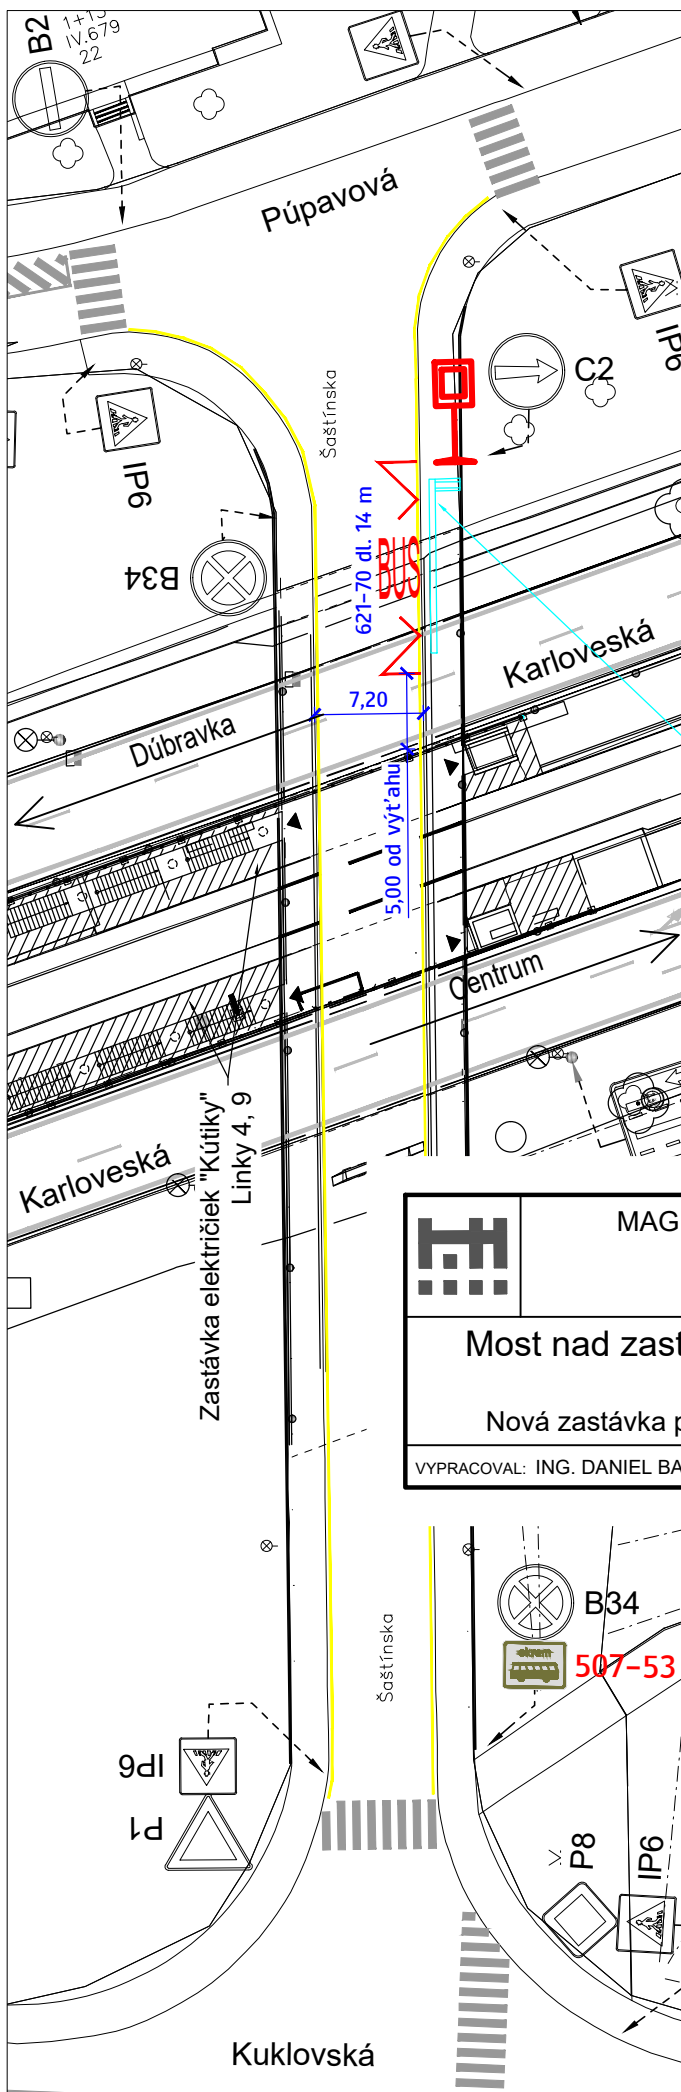 B2
1+15
IV.679
22
Púpavová
IP6
C2
Šaštínska
IP6
B34
621-70 dl. 14 m
BUS
Karloveská
7,20
Dúbravka
5,00 od výťahu
Centrum
Zastávka električiek "Kútiky"
Linky 4, 9
Karloveská
MAG
Most nad zast
Nová zastávka p
VYPRACOVAL: ING. DANIEL BA
B34
okrem
507-53
Šaštínska
IP6
P1
P8
IP6
Kuklovská